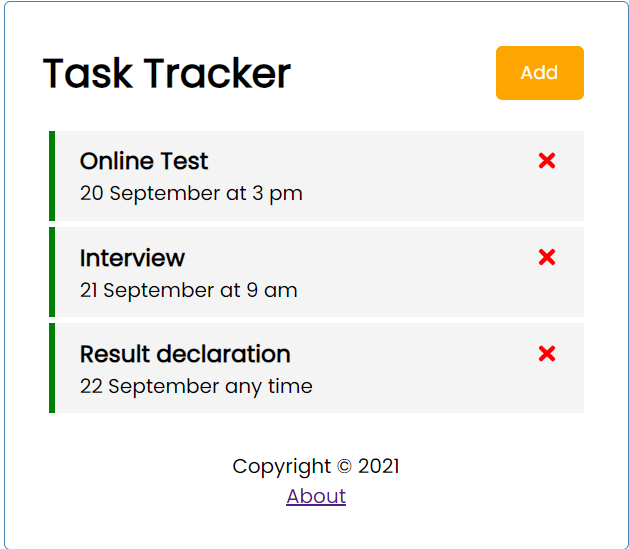 Task Tracker
Add
Online Test
20 September at 3 pm
Interview
21 September at 9 am
Result declaration
22 September any time
Copyright © 2021
About